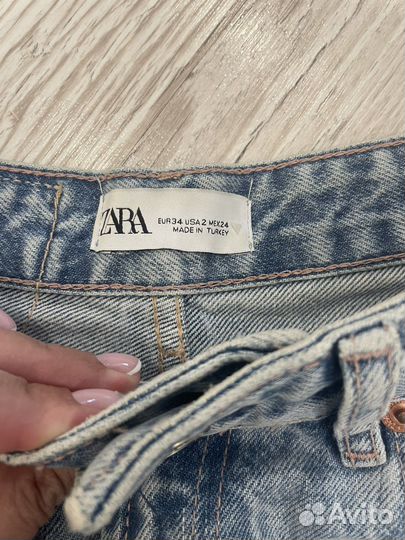 ZARA
EUR 34 USA 2 MEX 24
MADE IN TURKEY
Avito